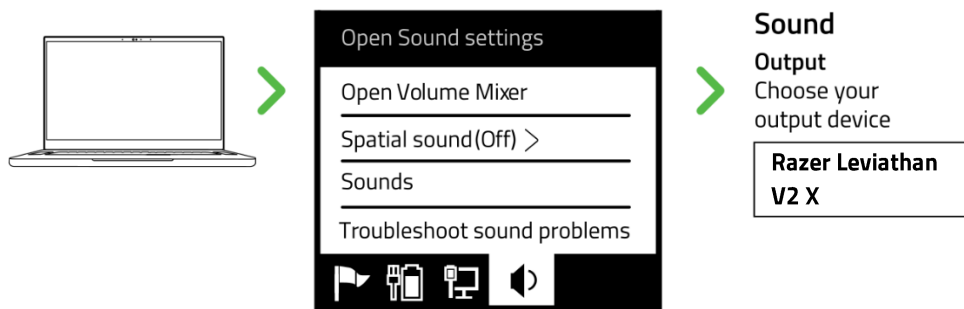 Open Sound settings
Open Volume Mixer
Spatial sound(Off) >
Sounds
Troubleshoot sound problems
Sound
Output
Choose your
output device
Razer Leviathan
V2 X